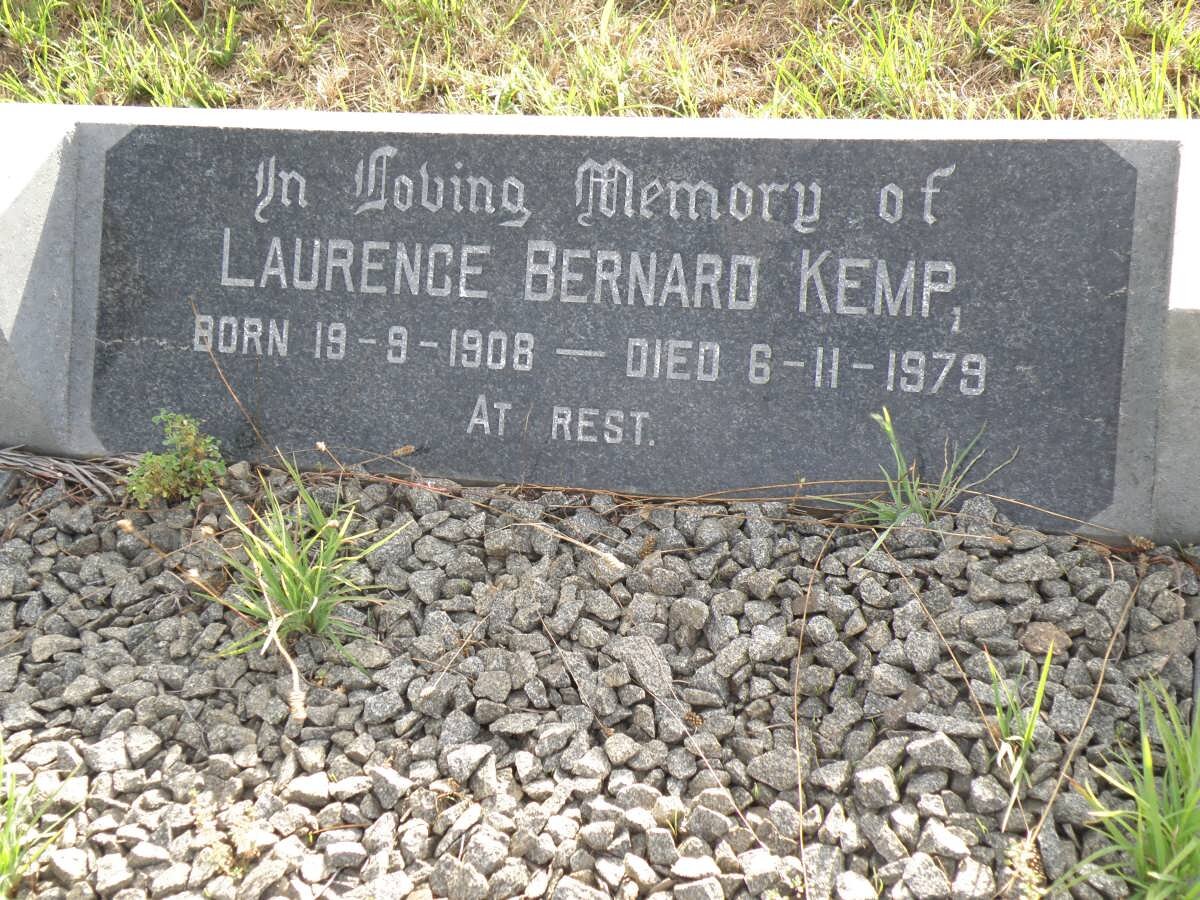 In Loving Memory of
LAURENCE BERNARD KEMP,
BORN 19-9-1908 — DIED 6-11-1979
AT REST.